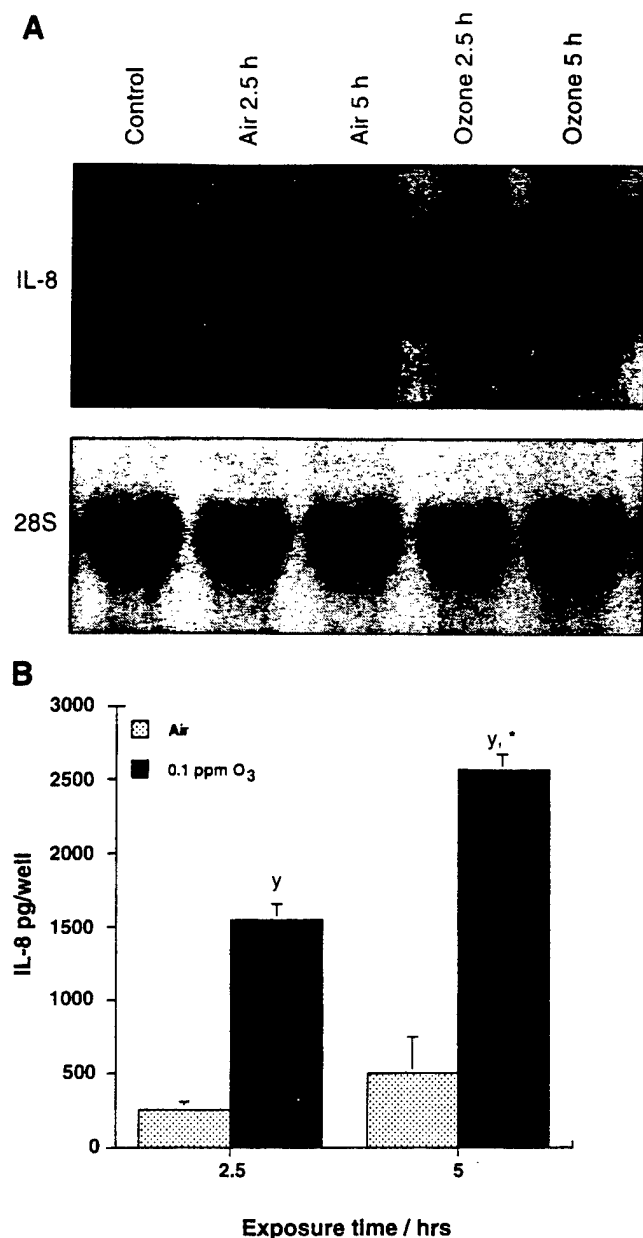 A
Control
Air 2.5 h
Air 5 h
Ozone 2.5 h
Ozone 5 h
IL-8
28S
B
3000
2500
2000
1500
1000
500
0
IL-8 pg/well
Air
0.1 ppm O₃
y
y, *
2.5
5
Exposure time / hrs